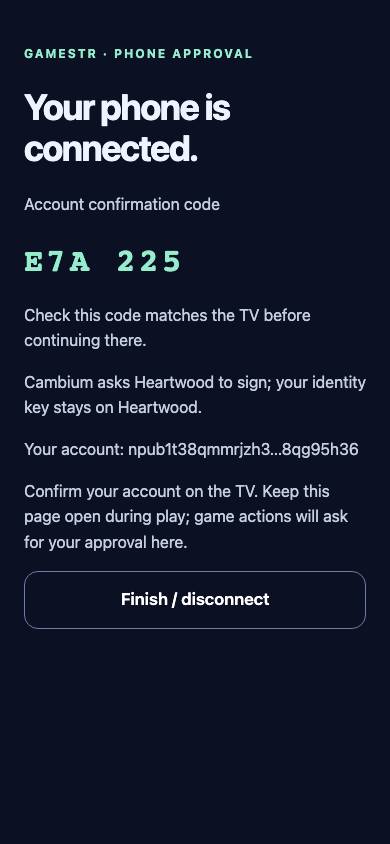 GAMESTR · PHONE APPROVAL
Your phone is
connected.
Account confirmation code
E7A 225
Check this code matches the TV before
continuing there.
Cambium asks Heartwood to sign; your identity
key stays on Heartwood.
Your account: npub1t38qmmrjzh3...8qg95h36
Confirm your account on the TV. Keep this
page open during play; game actions will ask
for your approval here.
Finish / disconnect